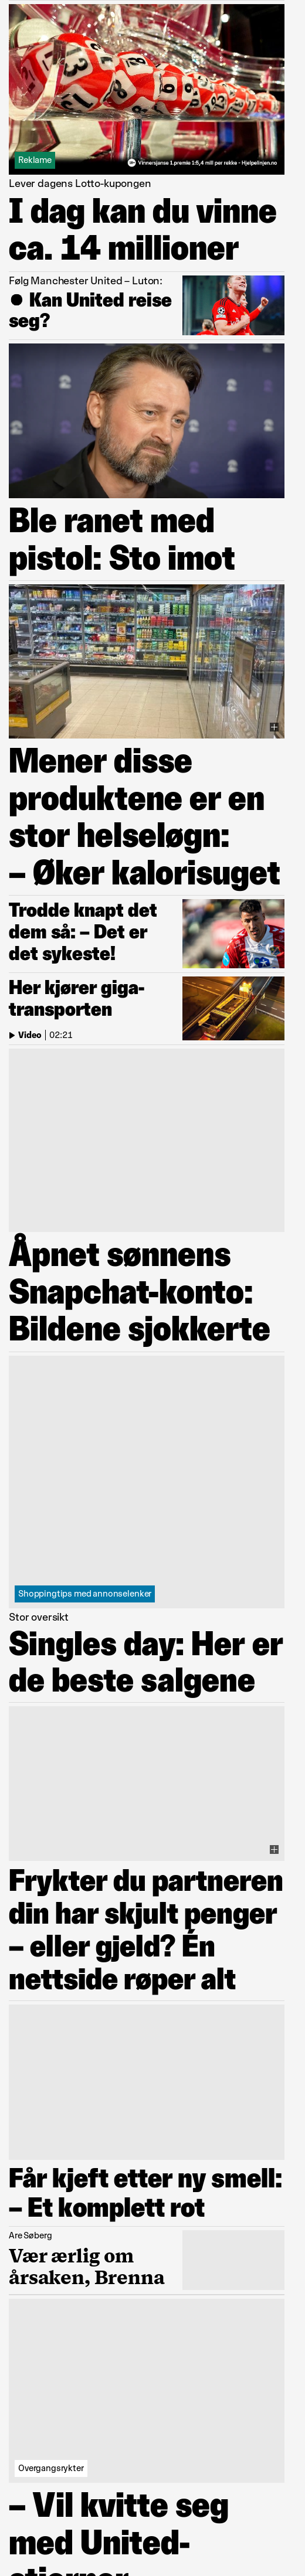 Reklame
Vinnersjanse 1.premie 1:5,4 mill per rekke - Hjelpelinjen.no
Lever dagens Lotto-kupongen
I dag kan du vinne
ca. 14 millioner
Følg Manchester United – Luton:
● Kan United reise
seg?
Ble ranet med
pistol: Sto imot
Mener disse
produktene er en
stor helseløgn:
– Øker kalorisuget
Trodde knapt det
dem så: – Det er
det sykeste!
Her kjører giga-
transporten
Video | 02:21
Åpnet sønnens
Snapchat-konto:
Bildene sjokkerte
Shoppingtips med annonselenker
Stor oversikt
Singles day: Her er
de beste salgene
Frykter du partneren
din har skjult penger
– eller gjeld? Én
nettside røper alt
Får kjeft etter ny smell:
– Et komplett rot
Are Søberg
Vær ærlig om
årsaken, Brenna
Overgangsrykter
– Vil kvitte seg
med United-